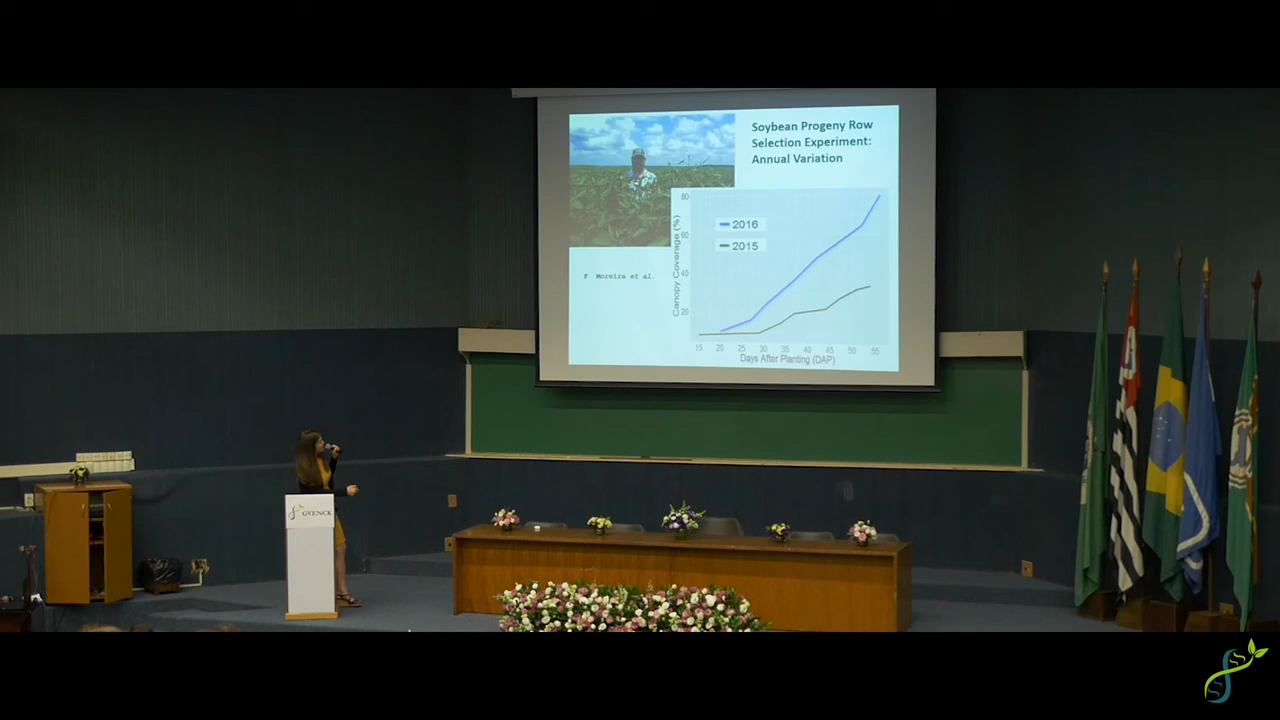 Soybean Progeny Row
Selection Experiment:
Annual Variation
F. Moreira et al.
Canopy Coverage (%)
80
60
40
20
2016
2015
15 20 25 30 35 40 45 50 55
Days After Planting (DAP)
GVENCK